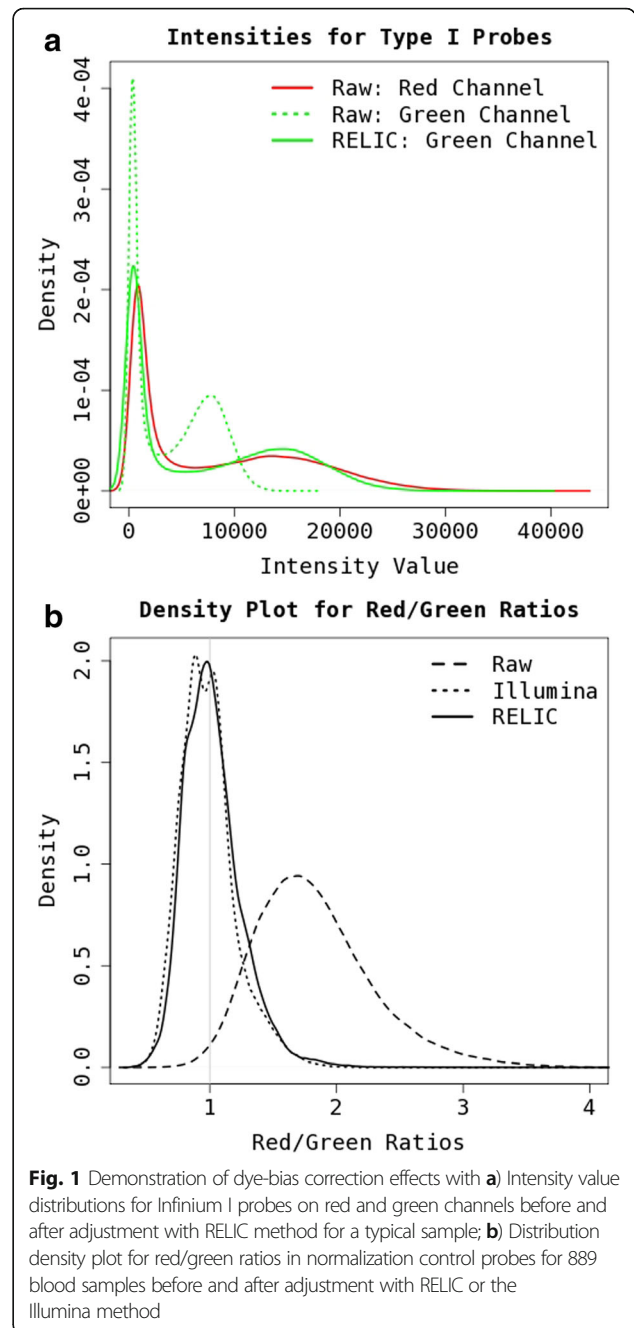 a
Intensities for Type I Probes
Raw: Red Channel
Raw: Green Channel
RELIC: Green Channel
Density
4e-04
3e-04
2e-04
1e-04
0e+00
0 10000 20000 30000 40000
Intensity Value
b
Density Plot for Red/Green Ratios
Raw
Illumina
RELIC
Density
2.0
1.5
1.0
0.5
0.0
1 2 3 4
Red/Green Ratios
Fig. 1 Demonstration of dye-bias correction effects with a) Intensity value
distributions for Infinium I probes on red and green channels before and
after adjustment with RELIC method for a typical sample; b) Distribution
density plot for red/green ratios in normalization control probes for 889
blood samples before and after adjustment with RELIC or the
Illumina method